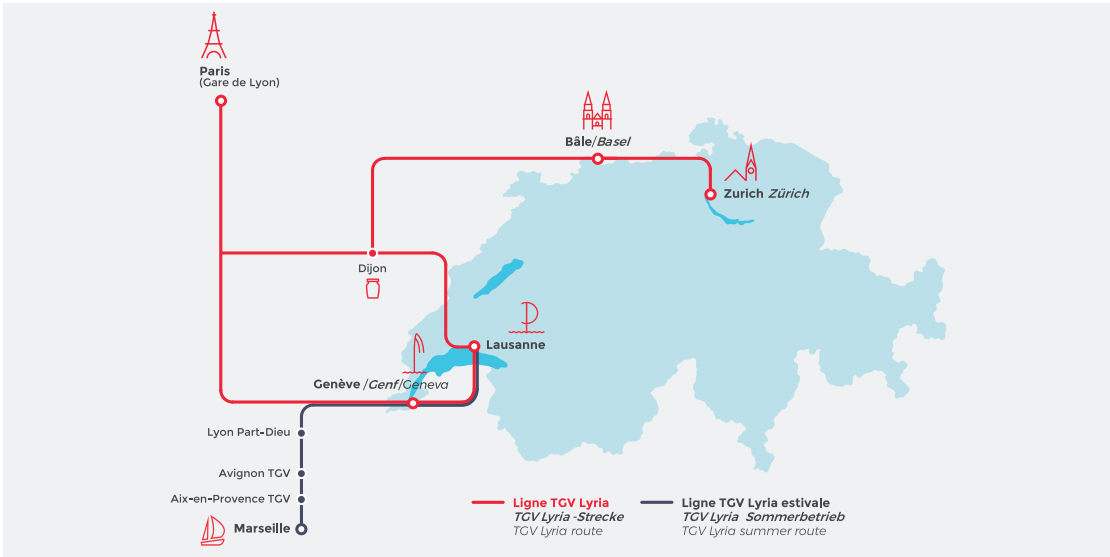 Paris
(Gare de Lyon)
Bâle/Basel
Zurich Zürich
Dijon
Lausanne
Genève /Genf/Geneva
Lyon Part-Dieu
Avignon TGV
Aix-en-Provence TGV
Marseille
Ligne TGV Lyria
TGV Lyria -Strecke
TGV Lyria route
Ligne TGV Lyria estivale
TGV Lyria Sommerbetrieb
TGV Lyria summer route